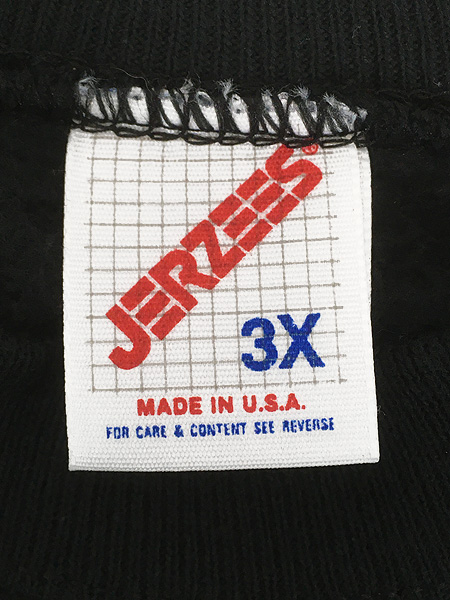 JERZEES®
3X
MADE IN U.S.A.
FOR CARE & CONTENT SEE REVERSE